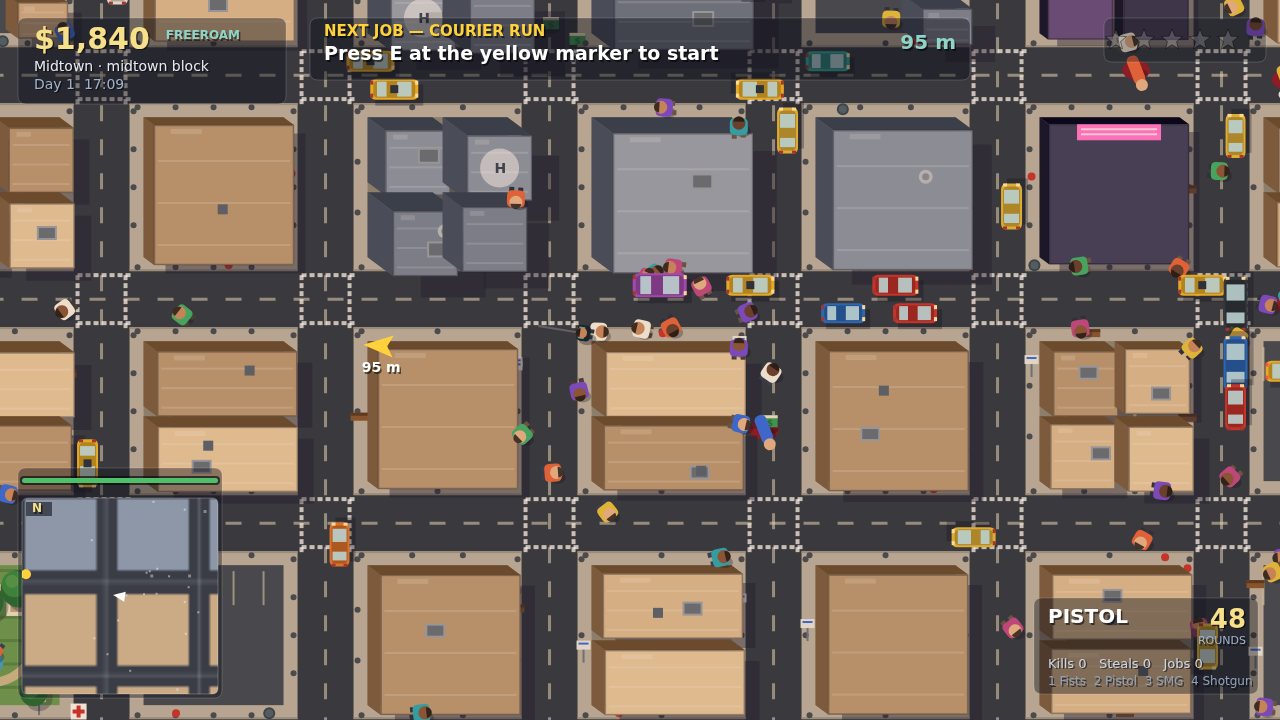 $1,840 FREEROAM
Midtown · midtown block
Day 1 17:09
NEXT JOB — COURIER RUN
Press E at the yellow marker to start
95 m
H
H
95 m
N
PISTOL
48
ROUNDS
Kills 0 Steals 0 Jobs 0
1 Fists 2 Pistol 3 SMG 4 Shotgun